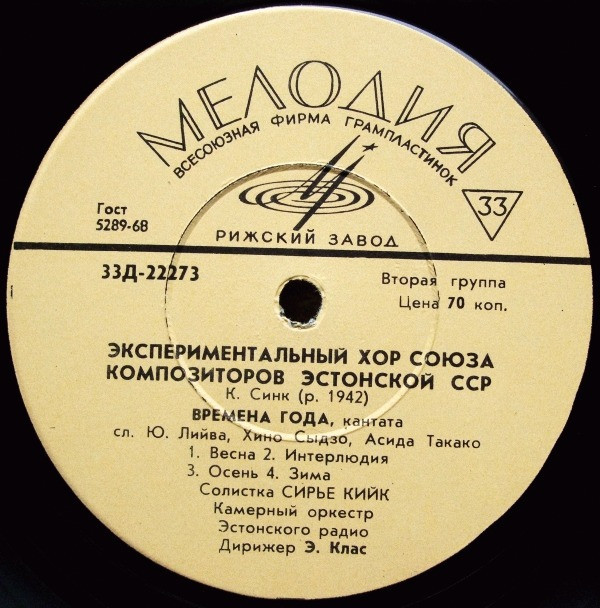 МЕЛОДИЯ
ВСЕСОЮЗНАЯ ФИРМА ГРАМПЛАСТИНОК
33
Гост
5289-68
РИЖСКИЙ ЗАВОД
33Д-22273
Вторая группа
Цена 70 коп.
ЭКСПЕРИМЕНТАЛЬНЫЙ ХОР СОЮЗА
КОМПОЗИТОРОВ ЭСТОНСКОЙ ССР
К. Синк (р. 1942)
ВРЕМЕНА ГОДА, кантата
сл. Ю. Лийва, Хино Сыдзо, Асида Такако
1. Весна 2. Интерлюдия
3. Осень 4. Зима
Солистка СИРЬЕ КИЙК
Камерный оркестр
Эстонского радио
Дирижер Э. Клас